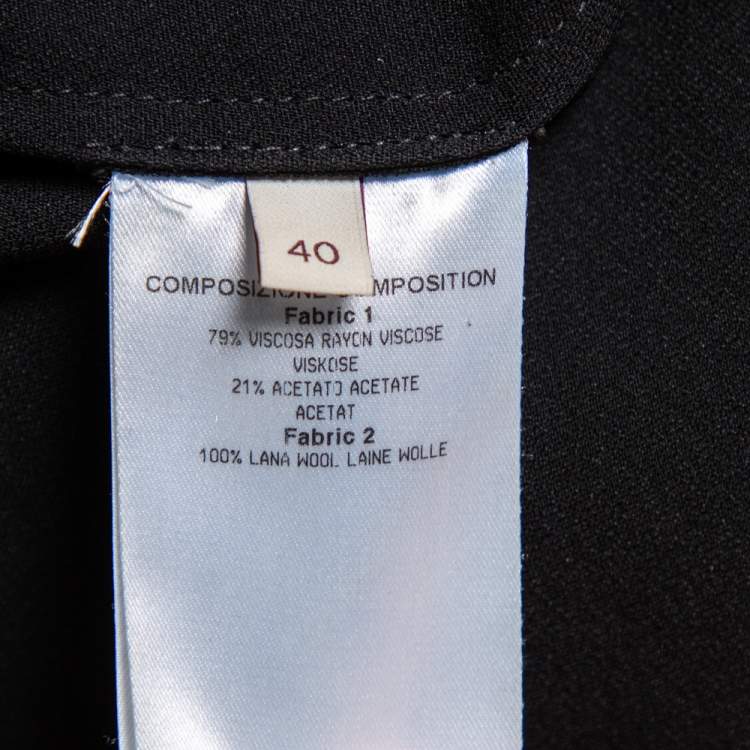 40
COMPOSIZIONE COMPOSITION
Fabric 1
79% VISCOSA RAYON VISCOSE
VISKOSE
21% ACETATO ACETATE
ACETAT
Fabric 2
100% LANA WOOL LAINE WOLLE